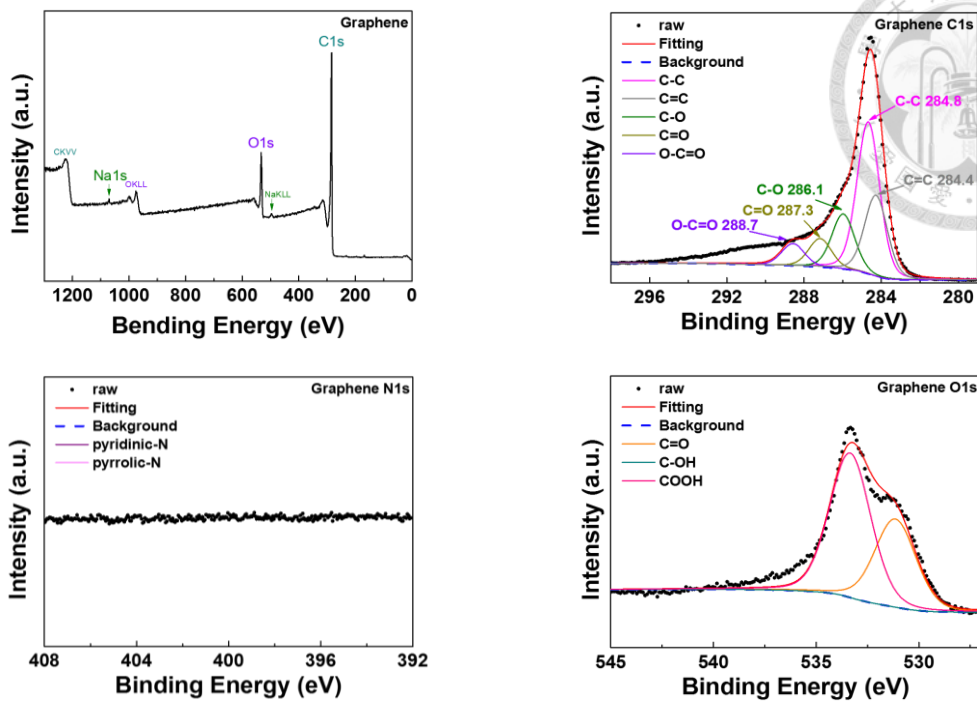 Graphene
C1s
O1s
CKVV
Na1s
OKLL
NaKLL
Intensity (a.u.)
1200 1000 800 600 400 200 0
Bending Energy (eV)
Graphene C1s
raw
Fitting
Background
C-C
C=C
C-O
C=O
O-C=O
C-C 284.8
C=C 284.4
C-O 286.1
C=O 287.3
O-C=O 288.7
Intensity (a.u.)
296 292 288 284 280
Binding Energy (eV)
Graphene N1s
raw
Fitting
Background
pyridinic-N
pyrrolic-N
Intensity (a.u.)
408 404 400 396 392
Binding Energy (eV)
Graphene O1s
raw
Fitting
Background
C=O
C-OH
COOH
Intensity (a.u.)
545 540 535 530
Binding Energy (eV)